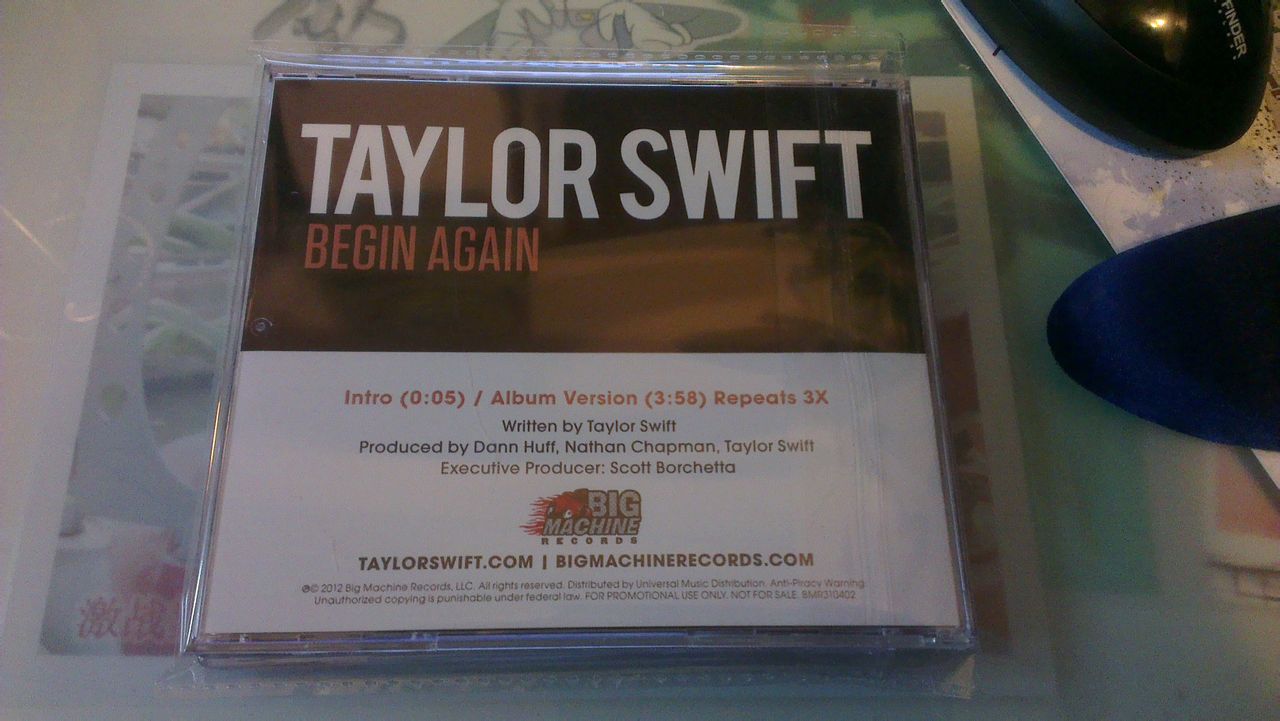 FINDER
TAYLOR SWIFT
BEGIN AGAIN
Intro (0:05) / Album Version (3:58) Repeats 3X
Written by Taylor Swift
Produced by Dann Huff, Nathan Chapman, Taylor Swift
Executive Producer: Scott Borchetta
BIG
MACHINE
RECORDS
TAYLORSWIFT.COM | BIGMACHINERECORDS.COM
℗© 2012 Big Machine Records, LLC. All rights reserved. Distributed by Universal Music Distribution. Anti-Piracy Warning:
Unauthorized copying is punishable under federal law. FOR PROMOTIONAL USE ONLY. NOT FOR SALE. BMR310402
激战